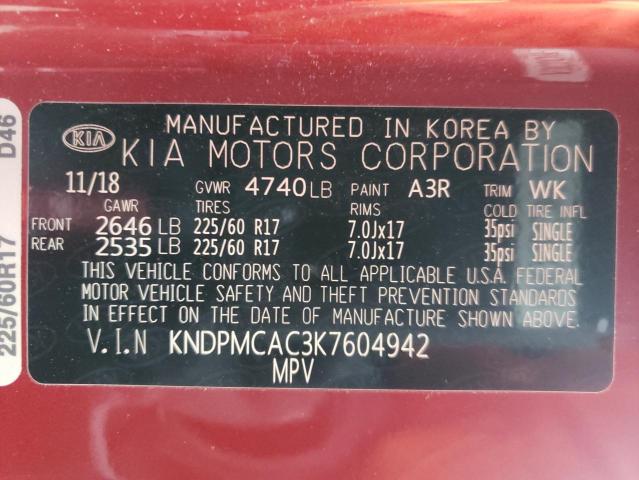 KIA
MANUFACTURED IN KOREA BY
KIA MOTORS CORPORATION
11/18 GVWR 4740 LB PAINT A3R TRIM WK
GAWR TIRES RIMS COLD TIRE INFL
FRONT 2646 LB 225/60 R17 7.0Jx17 35psi SINGLE
REAR 2535 LB 225/60 R17 7.0Jx17 35psi SINGLE
THIS VEHICLE CONFORMS TO ALL APPLICABLE U.S.A. FEDERAL
MOTOR VEHICLE SAFETY AND THEFT PREVENTION STANDARDS
IN EFFECT ON THE DATE OF MANUFACTURE SHOWN ABOVE.
V.I.N KNDPMCAC3K7604942
MPV
225/60R17 D46